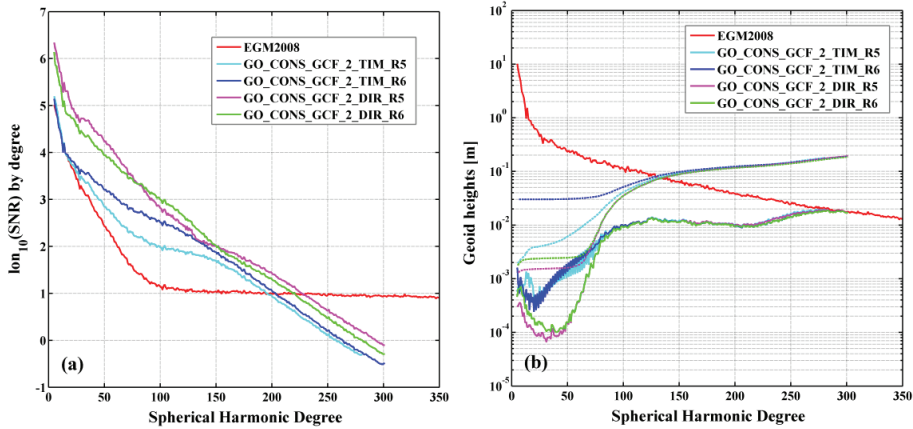 (a)
7
6
5
4
3
2
1
0
-1
lon10(SNR) by degree
EGM2008
GO_CONS_GCF_2_TIM_R5
GO_CONS_GCF_2_TIM_R6
GO_CONS_GCF_2_DIR_R5
GO_CONS_GCF_2_DIR_R6
0 50 100 150 200 250 300 350
Spherical Harmonic Degree
(b)
10^2
10^1
10^0
10^-1
10^-2
10^-3
10^-4
10^-5
Geoid heights [m]
EGM2008
GO_CONS_GCF_2_TIM_R5
GO_CONS_GCF_2_TIM_R6
GO_CONS_GCF_2_DIR_R5
GO_CONS_GCF_2_DIR_R6
0 50 100 150 200 250 300 350
Spherical Harmonic Degree